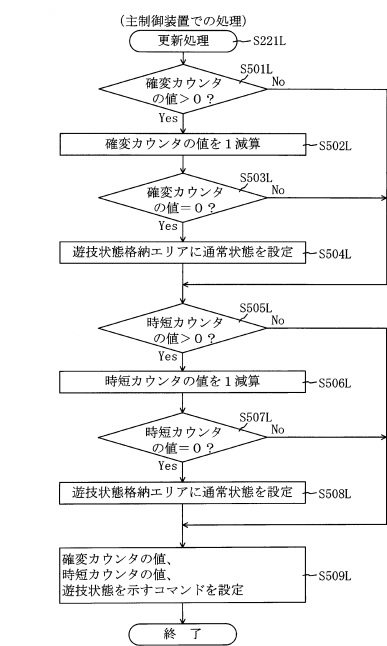 (主制御装置での処理)
更新処理
S221L
S501L
確変カウンタ
の値>0?
No
Yes
確変カウンタの値を1減算
S502L
S503L
確変カウンタ
の値=0?
No
Yes
遊技状態格納エリアに通常状態を設定
S504L
S505L
時短カウンタ
の値>0?
No
Yes
時短カウンタの値を1減算
S506L
S507L
時短カウンタ
の値=0?
No
Yes
遊技状態格納エリアに通常状態を設定
S508L
確変カウンタの値、
時短カウンタの値、
遊技状態を示すコマンドを設定
S509L
終 了